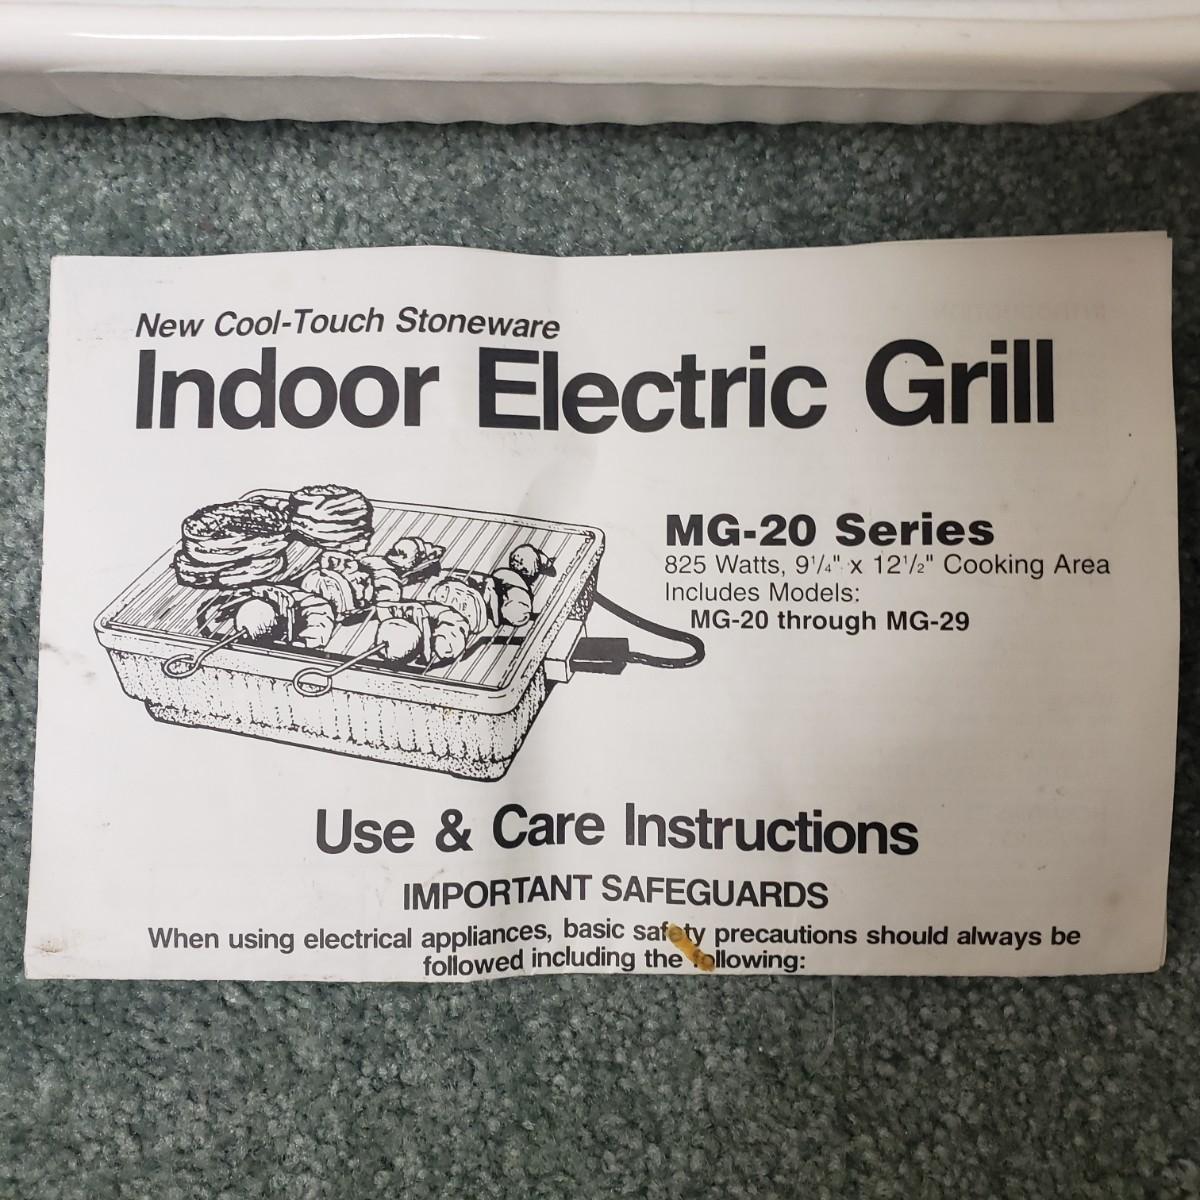 New Cool-Touch Stoneware
Indoor Electric Grill
MG-20 Series
825 Watts, 9¹/₄" x 12¹/₂" Cooking Area
Includes Models:
MG-20 through MG-29
Use & Care Instructions
IMPORTANT SAFEGUARDS
When using electrical appliances, basic safety precautions should always be
followed including the following: